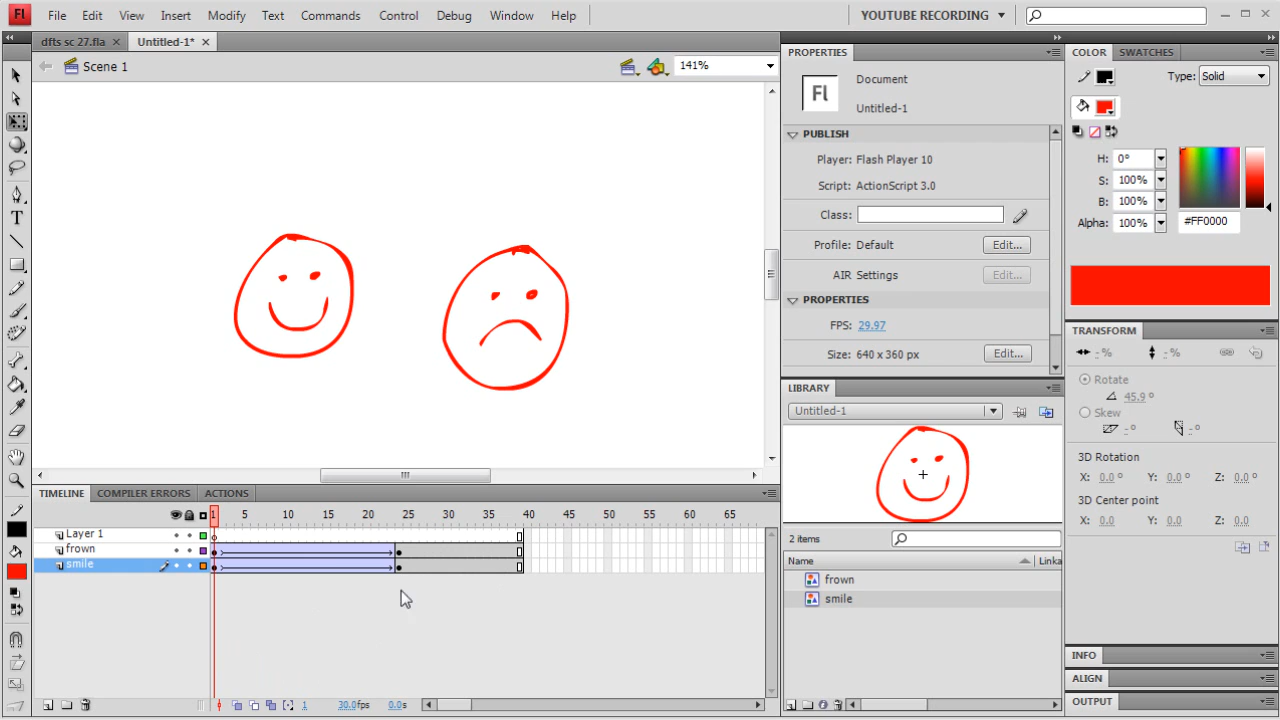 Fl File Edit View Insert Modify Text Commands Control Debug Window Help YOUTUBE RECORDING
dfts sc 27.fla Untitled-1*
Scene 1 141%
PROPERTIES
Fl Document
Untitled-1
PUBLISH
Player: Flash Player 10
Script: ActionScript 3.0
Class:
Profile: Default Edit...
AIR Settings Edit...
PROPERTIES
FPS: 29.97
Size: 640 x 360 px Edit...
LIBRARY
Untitled-1
2 items
Name Linka
frown
smile
COLOR SWATCHES
Type: Solid
H: 0°
S: 100%
B: 100%
Alpha: 100% #FF0000
TRANSFORM
- % - %
Rotate
45.9 °
Skew
- ° - °
3D Rotation
X: 0.0 ° Y: 0.0 ° Z: 0.0 °
3D Center point
X: 0.0 Y: 0.0 Z: 0.0
INFO
ALIGN
OUTPUT
TIMELINE COMPILER ERRORS ACTIONS
1 5 10 15 20 25 30 35 40 45 50 55 60 65
Layer 1
frown
smile
1 30.0fps 0.0s